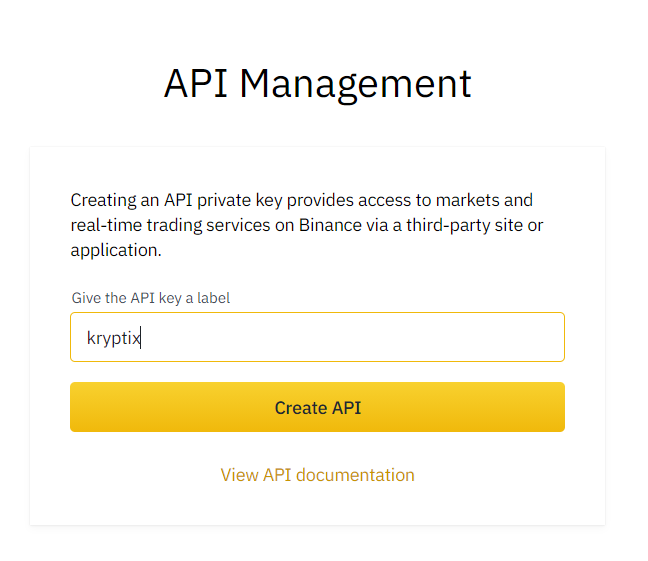 API Management
Creating an API private key provides access to markets and
real-time trading services on Binance via a third-party site or
application.
Give the API key a label
kryptix
Create API
View API documentation